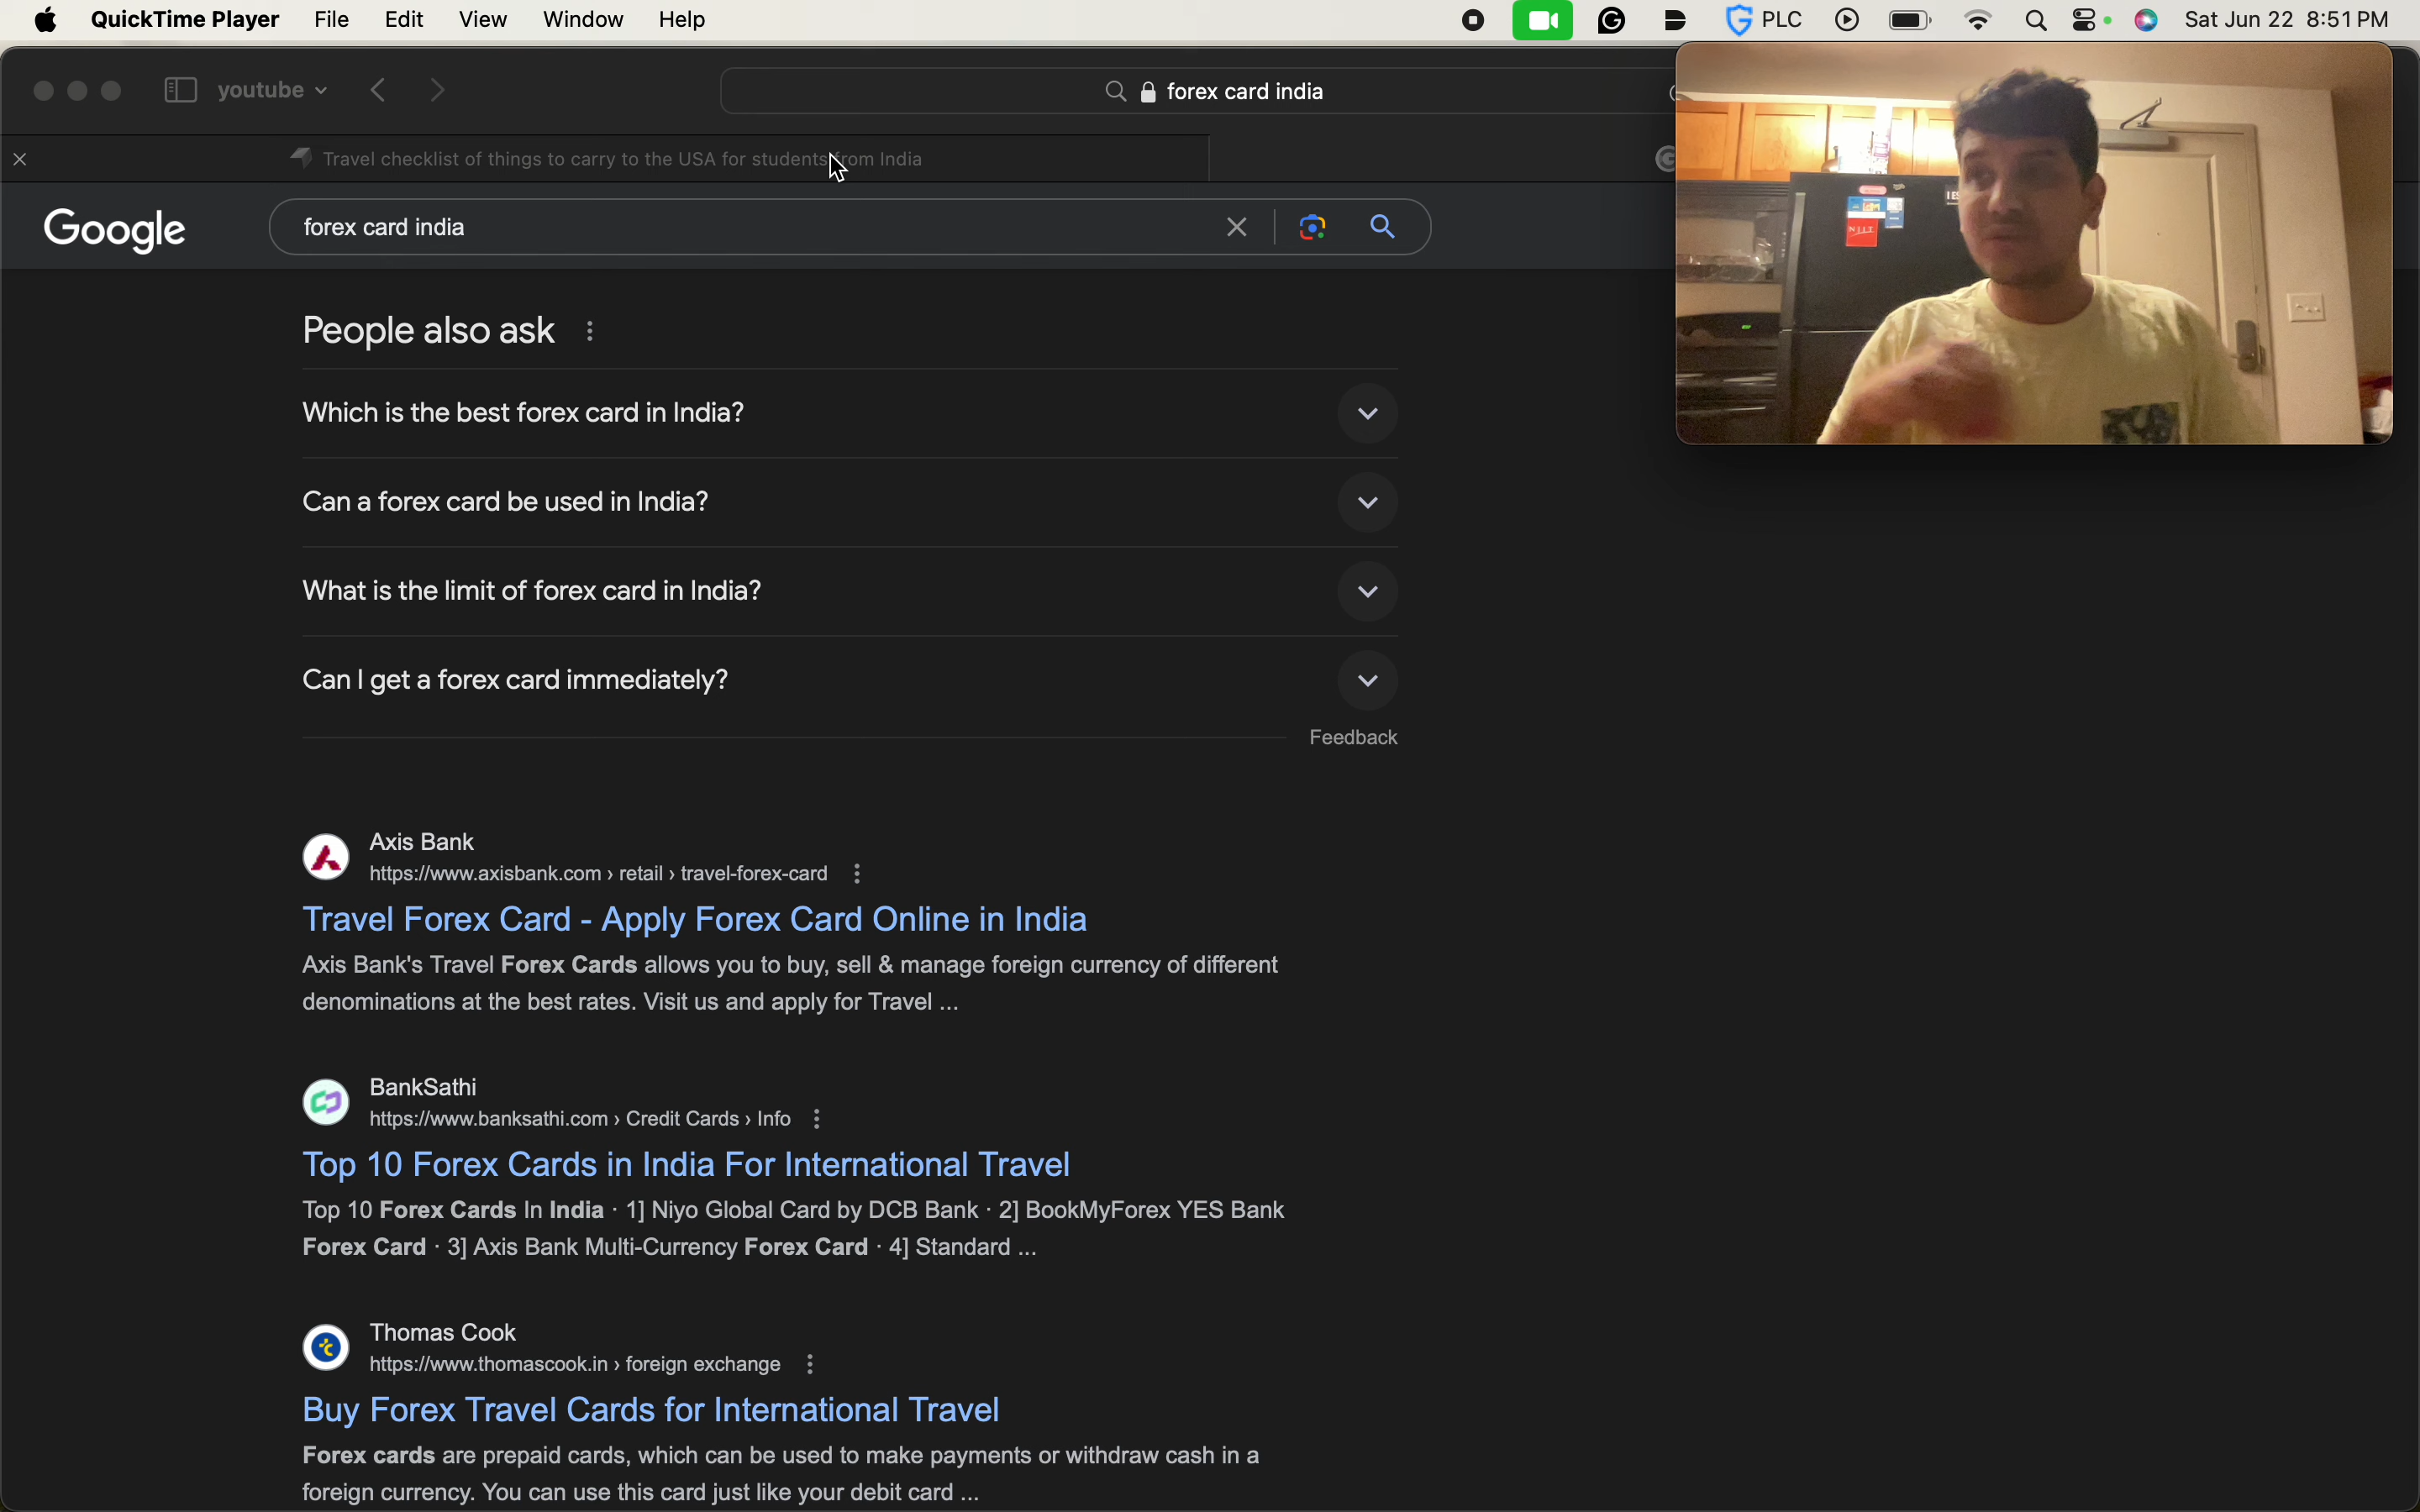 QuickTime Player File Edit View Window Help PLC Sat Jun 22 8:51 PM
youtube forex card india
Travel checklist of things to carry to the USA for students from India
Google forex card india
People also ask
Which is the best forex card in India?
Can a forex card be used in India?
What is the limit of forex card in India?
Can I get a forex card immediately?
Feedback
Axis Bank
https://www.axisbank.com › retail › travel-forex-card
Travel Forex Card - Apply Forex Card Online in India
Axis Bank's Travel Forex Cards allows you to buy, sell & manage foreign currency of different
denominations at the best rates. Visit us and apply for Travel ...
BankSathi
https://www.banksathi.com › Credit Cards › Info
Top 10 Forex Cards in India For International Travel
Top 10 Forex Cards In India · 1] Niyo Global Card by DCB Bank · 2] BookMyForex YES Bank
Forex Card · 3] Axis Bank Multi-Currency Forex Card · 4] Standard ...
Thomas Cook
https://www.thomascook.in › foreign exchange
Buy Forex Travel Cards for International Travel
Forex cards are prepaid cards, which can be used to make payments or withdraw cash in a
foreign currency. You can use this card just like your debit card ...
NJIT